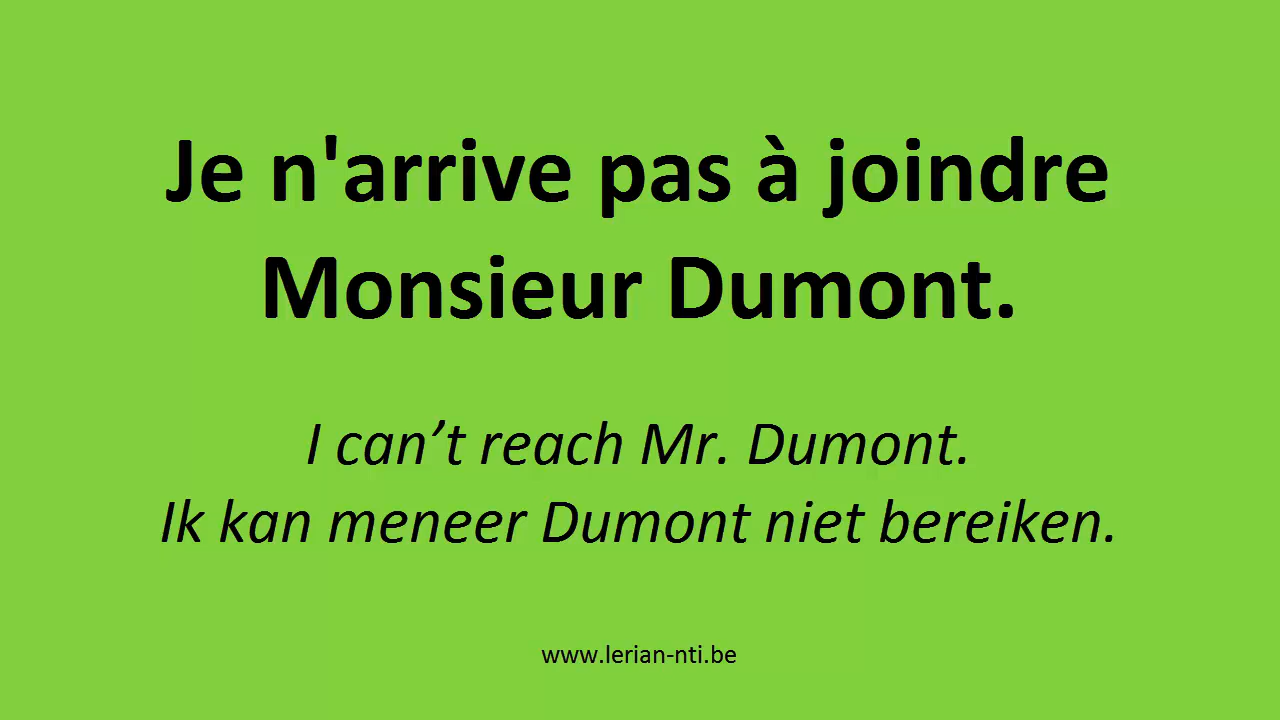 Je n'arrive pas à joindre
Monsieur Dumont.
I can’t reach Mr. Dumont.
Ik kan meneer Dumont niet bereiken.
www.lerian-nti.be